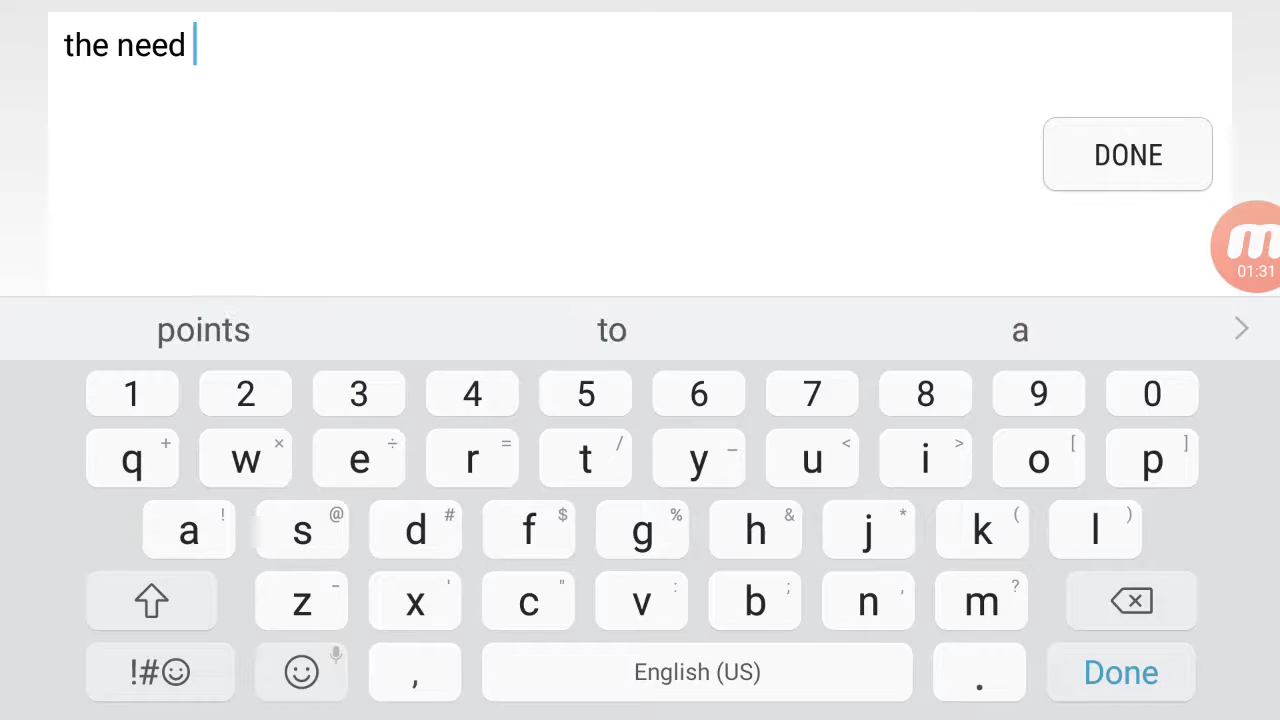 the need
DONE
m
01:31
points to a
1 2 3 4 5 6 7 8 9 0
q + w × e ÷ r = t / y _ u < i > o [ p ]
a ! s @ d # f $ g % h & j * k ( l )
z - x ' c " v : b ; n , m ?
!# , English (US) . Done